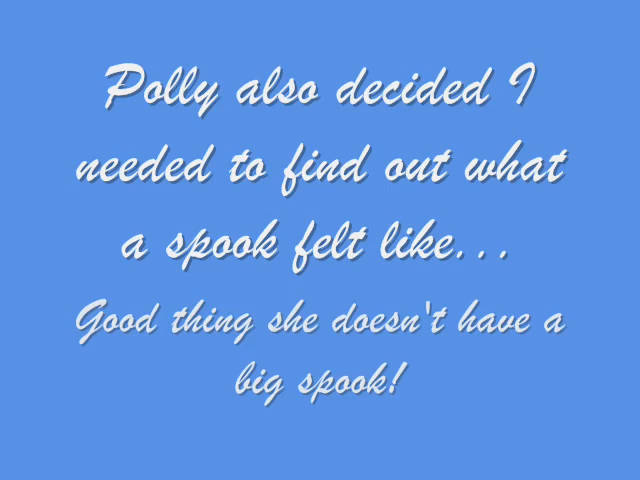 Polly also decided I
needed to find out what
a spook felt like...
Good thing she doesn't have a
big spook!